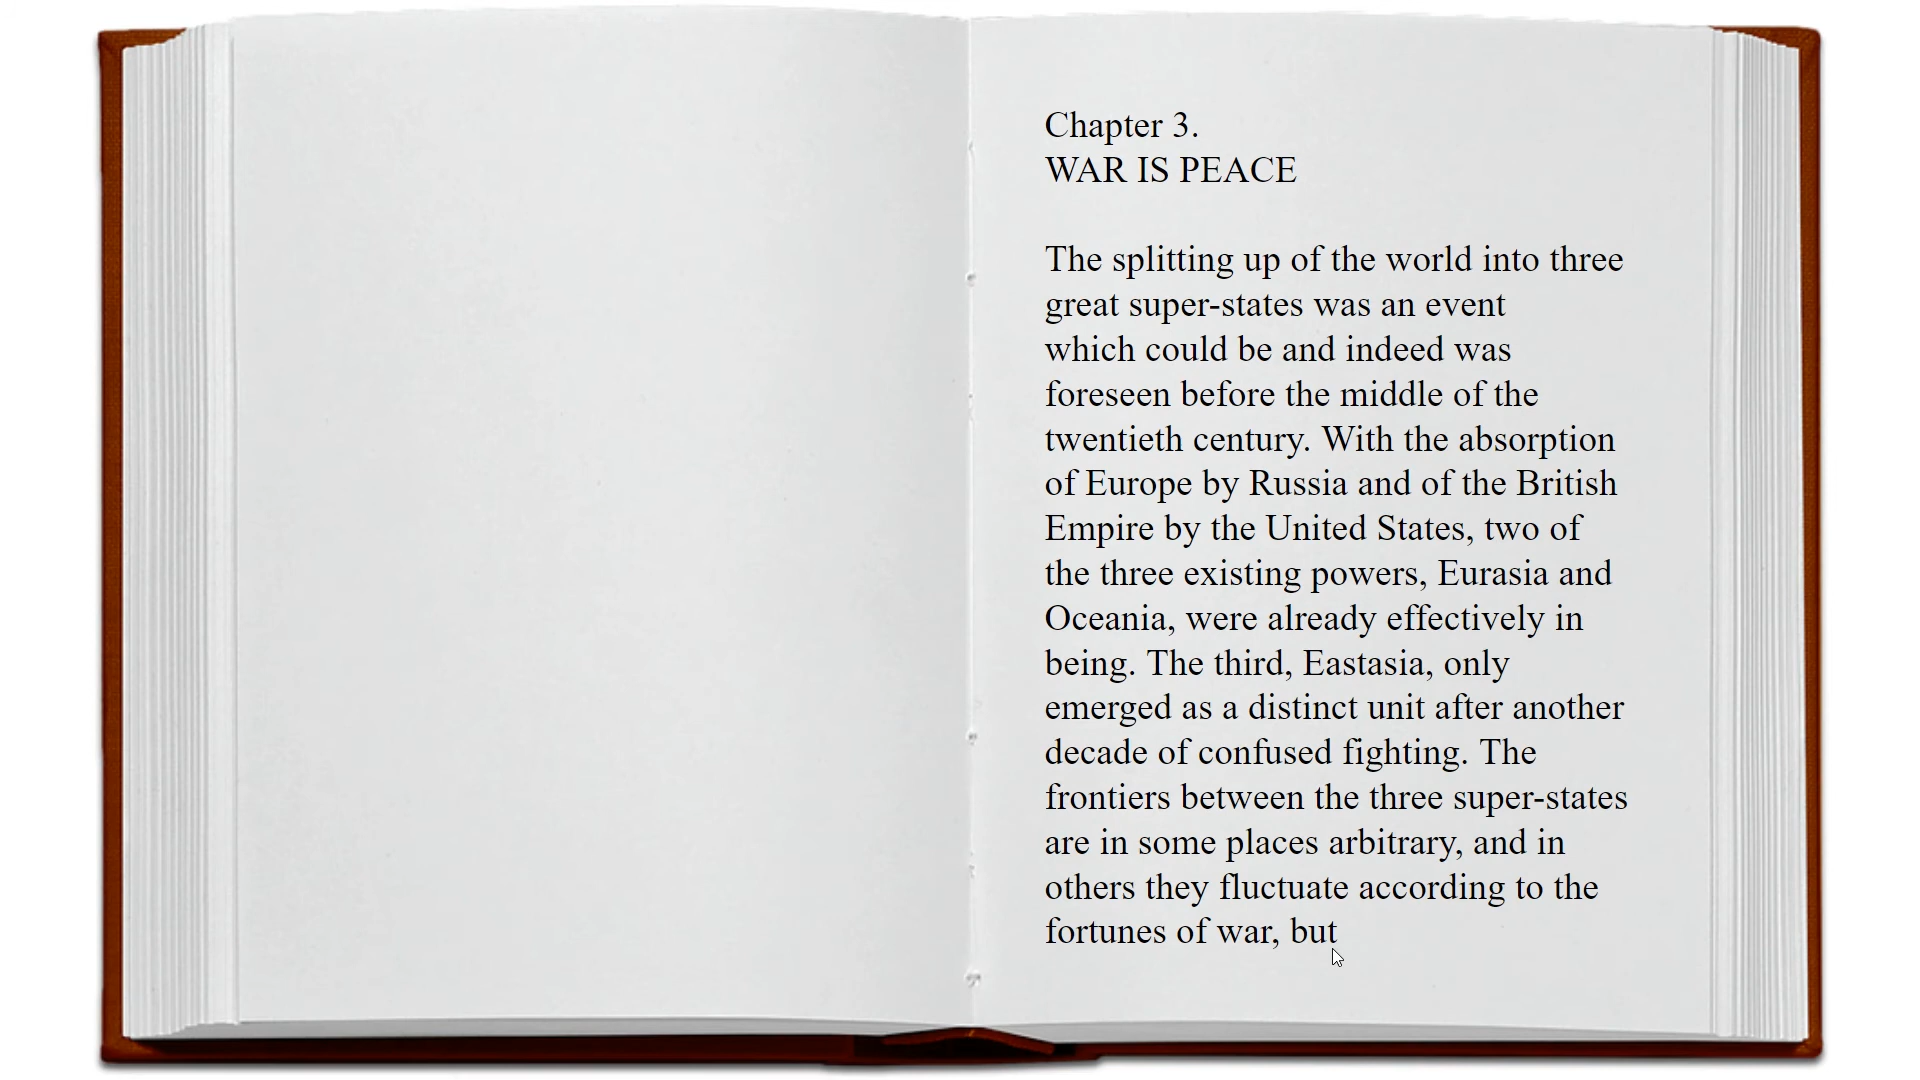 Chapter 3.
WAR IS PEACE
The splitting up of the world into three
great super-states was an event
which could be and indeed was
foreseen before the middle of the
twentieth century. With the absorption
of Europe by Russia and of the British
Empire by the United States, two of
the three existing powers, Eurasia and
Oceania, were already effectively in
being. The third, Eastasia, only
emerged as a distinct unit after another
decade of confused fighting. The
frontiers between the three super-states
are in some places arbitrary, and in
others they fluctuate according to the
fortunes of war, but